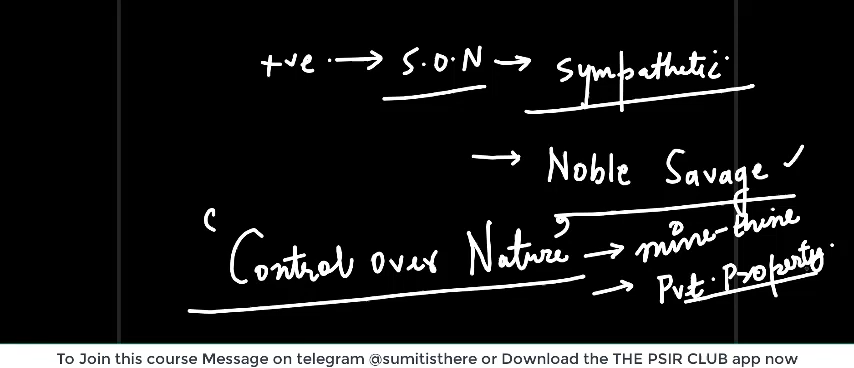 +ve → S.O.N → Sympathetic
→ Noble Savage ✓
'Control over Nature' → mine-thine
→ Pvt. Property.
To Join this course Message on telegram @sumitisthere or Download the THE PSIR CLUB app now